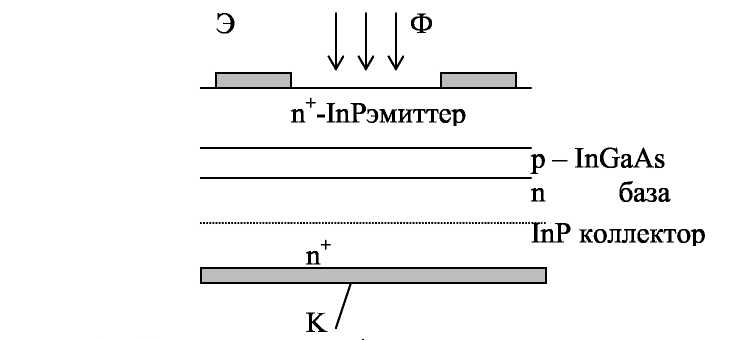 Э Ф
n⁺-InPэмиттер
p – InGaAs
n база
InP коллектор
n⁺
K